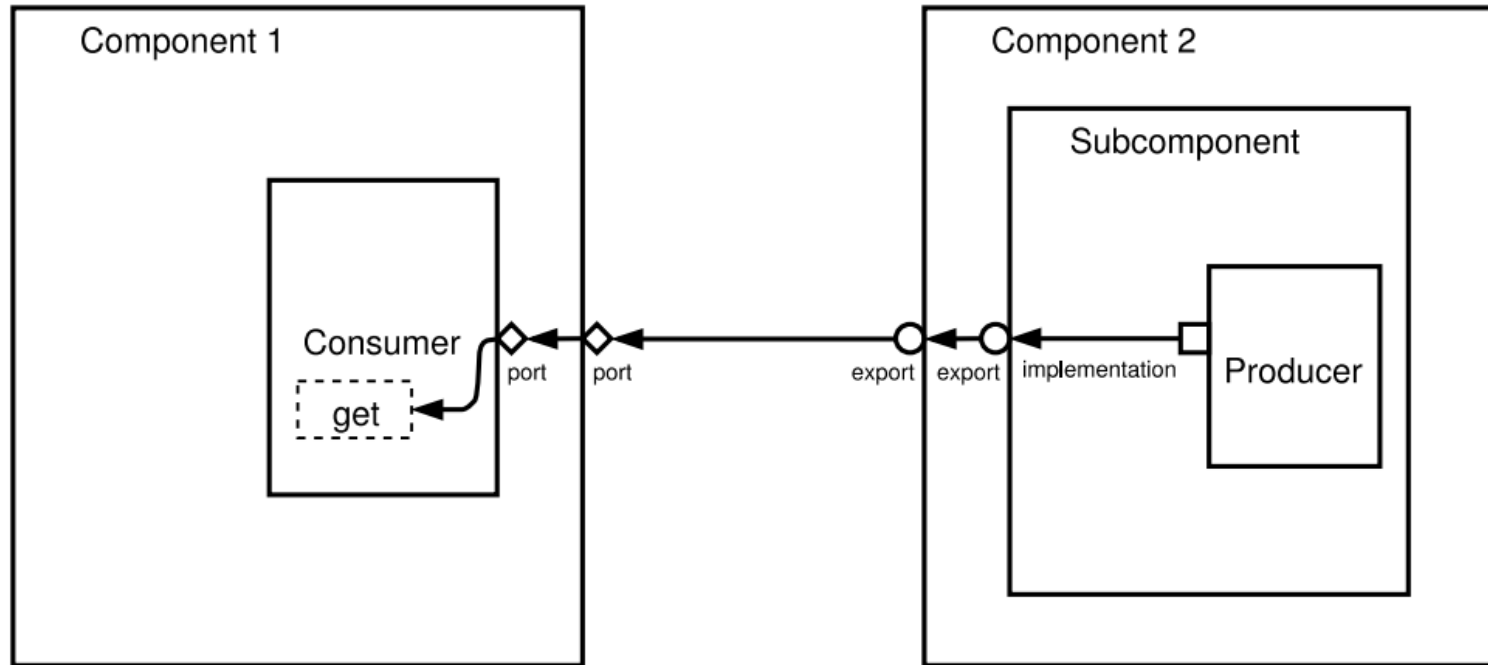 Component 1
Component 2
Subcomponent
Consumer
get
port
port
export
export
implementation
Producer